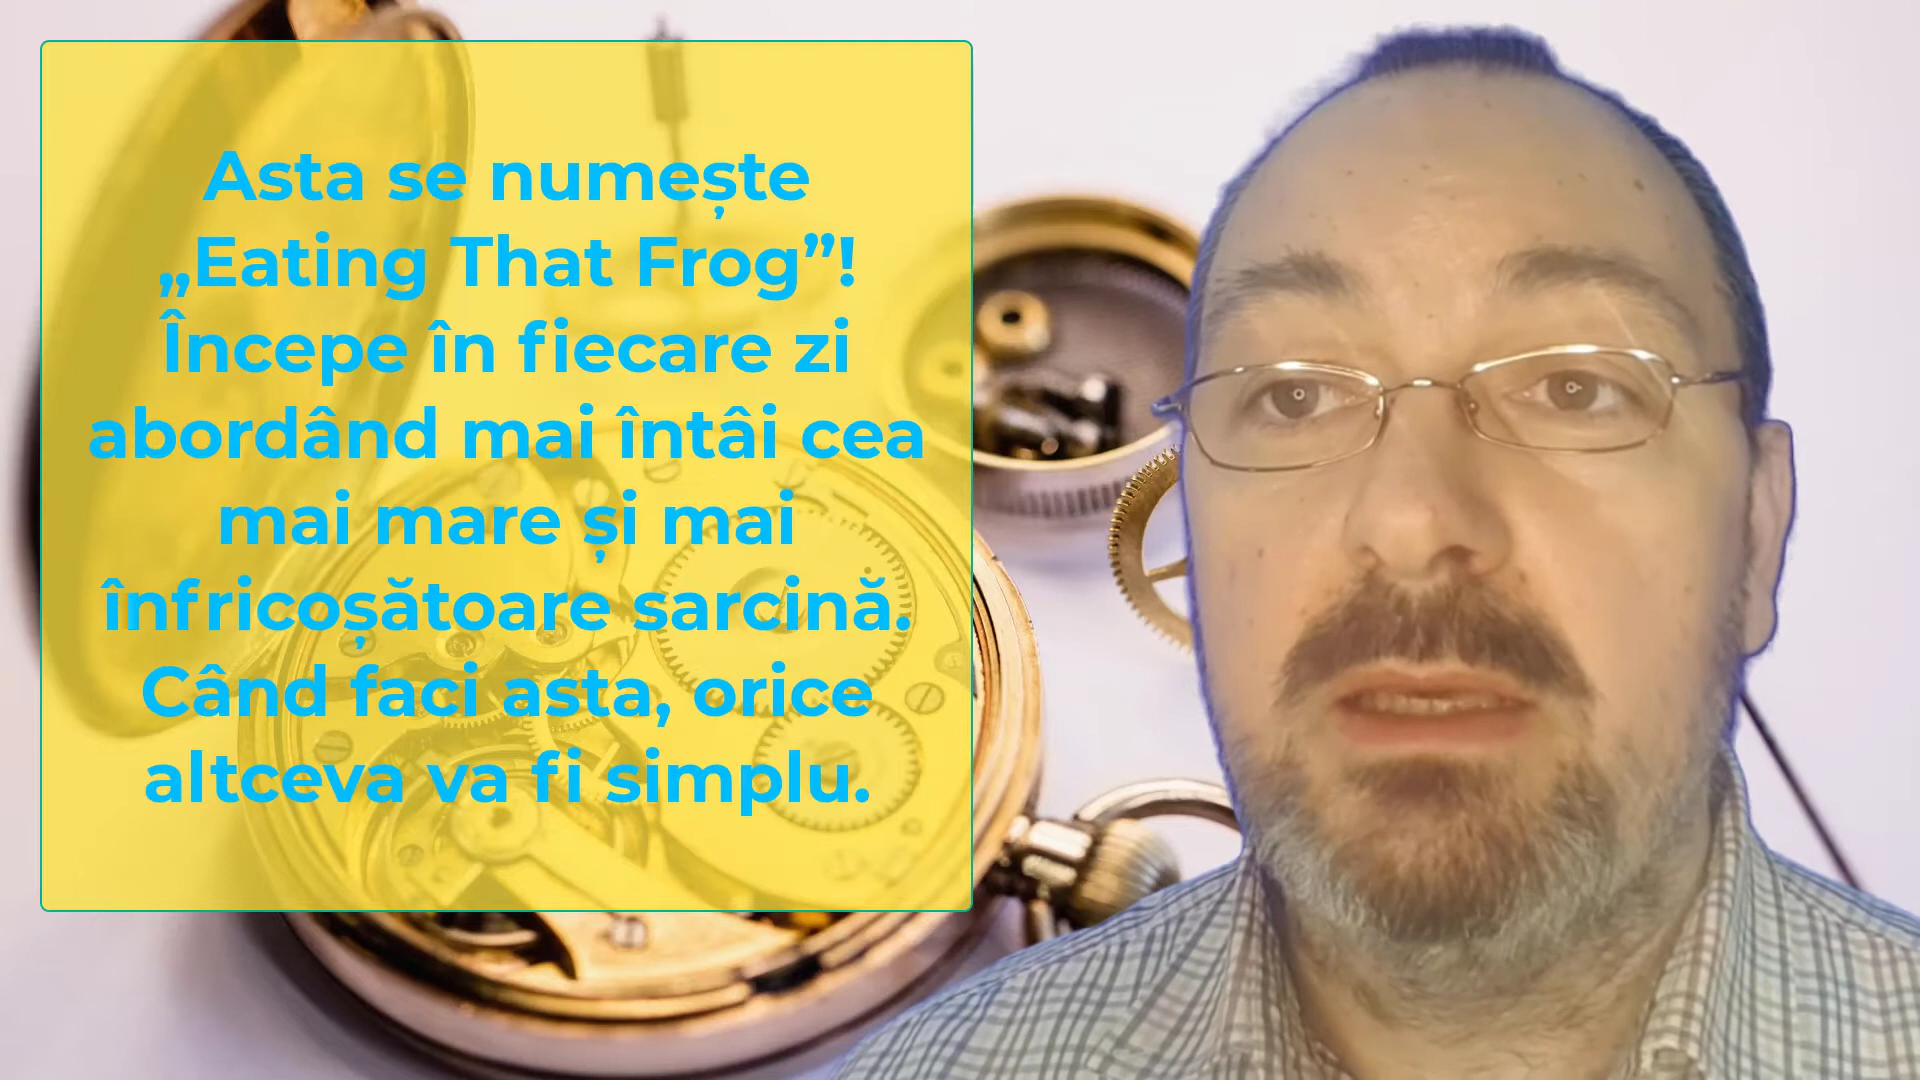 Asta se numește
„Eating That Frog”!
Începe în fiecare zi
abordând mai întâi cea
mai mare și mai
înfricoșătoare sarcină.
Când faci asta, orice
altceva va fi simplu.